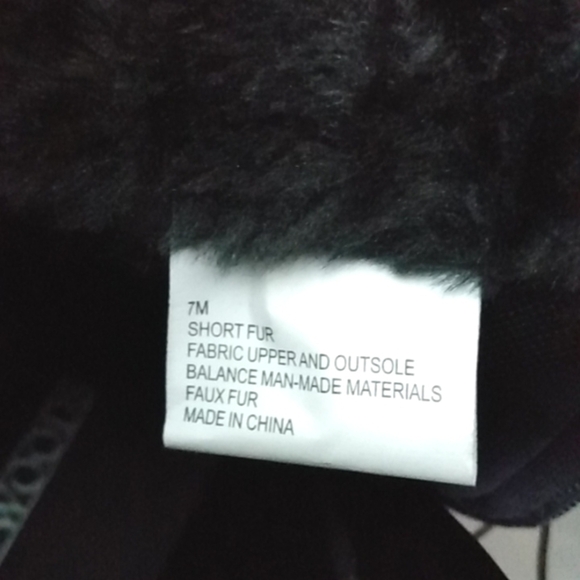 7M
SHORT FUR
FABRIC UPPER AND OUTSOLE
BALANCE MAN-MADE MATERIALS
FAUX FUR
MADE IN CHINA